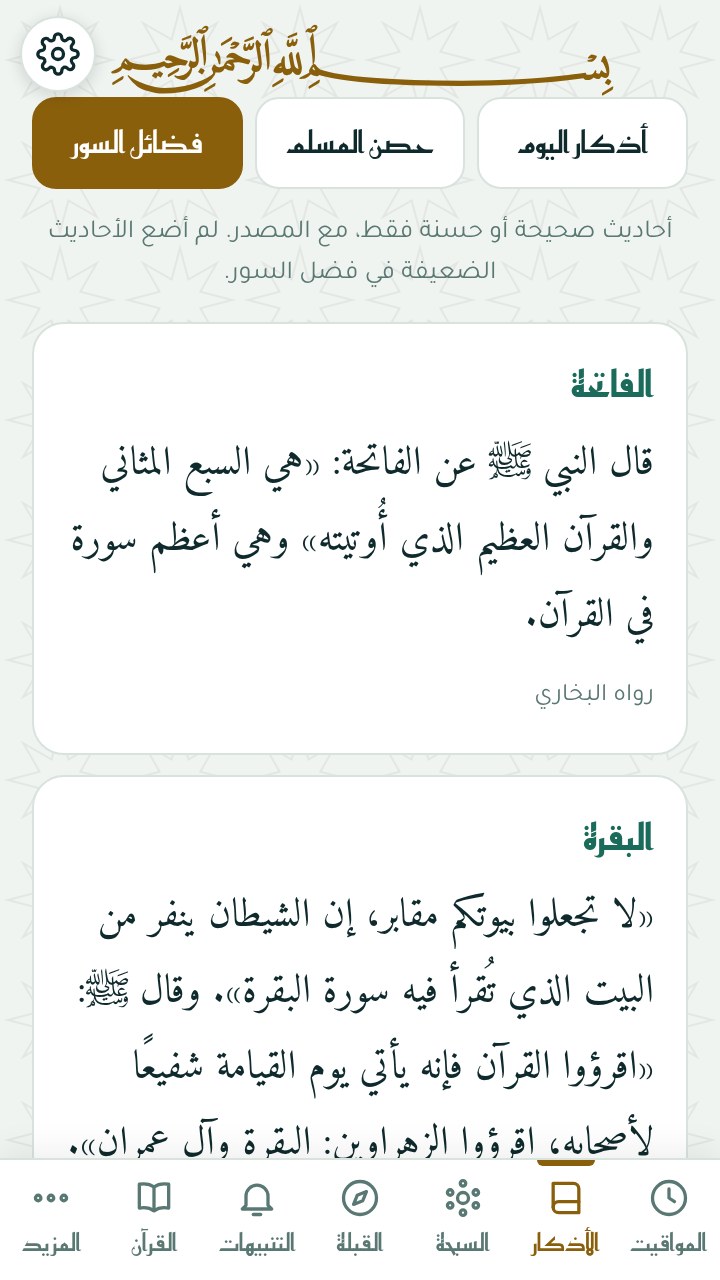 بِسْمِ اللَّهِ الرَّحْمَٰنِ الرَّحِيمِ
أذكار اليوم
حصن المسلم
فضائل السور
أحاديث صحيحة أو حسنة فقط، مع المصدر. لم أضع الأحاديث
الضعيفة في فضل السور.
الفاتحة
قال النبي ﷺ عن الفاتحة: «هي السبع المثاني
والقرآن العظيم الذي أُوتيته» وهي أعظم سورة
في القرآن.
رواه البخاري
البقرة
«لا تجعلوا بيوتكم مقابر، إن الشيطان ينفر من
البيت الذي تُقرأ فيه سورة البقرة». وقال ﷺ:
«اقرؤوا القرآن فإنه يأتي يوم القيامة شفيعًا
لأصحابه، اقرؤوا الزهراوين: البقرة وآل عمران».
المواقيت
الأذكار
السبحة
القبلة
التنبيهات
القرآن
المزيد